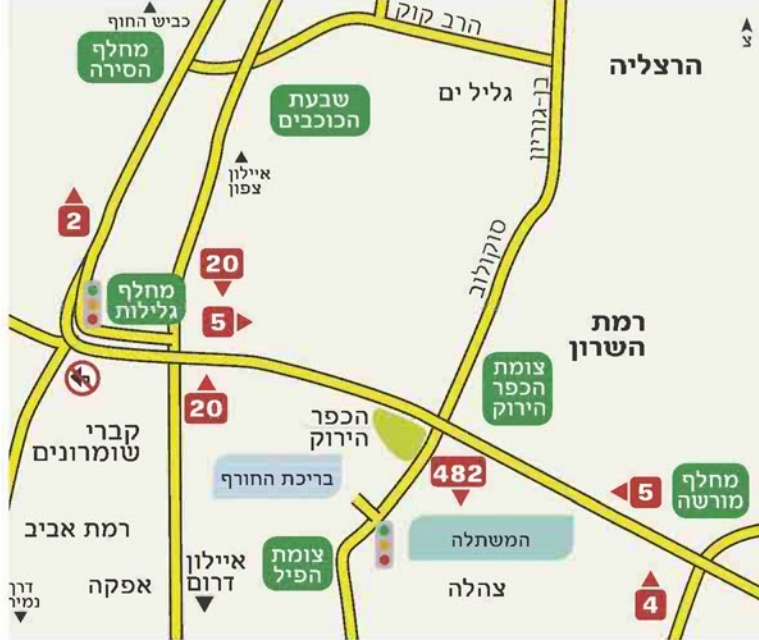 כביש החוף
הרב קוק
צ
מחלף
הסירה
הרצליה
גליל ים
בן-גוריון
שבעת
הכוכבים
איילון
צפון
2
סוקולוב
20
מחלף
גלילות
5
רמת
השרון
צומת
הכפר
הירוק
20
הכפר
הירוק
קברי
שומרונים
482
בריכת החורף
5
מחלף
מורשה
רמת אביב
המשתלה
איילון
דרום
צומת
הפיל
אפקה
צהלה
דרך
נמיר
4